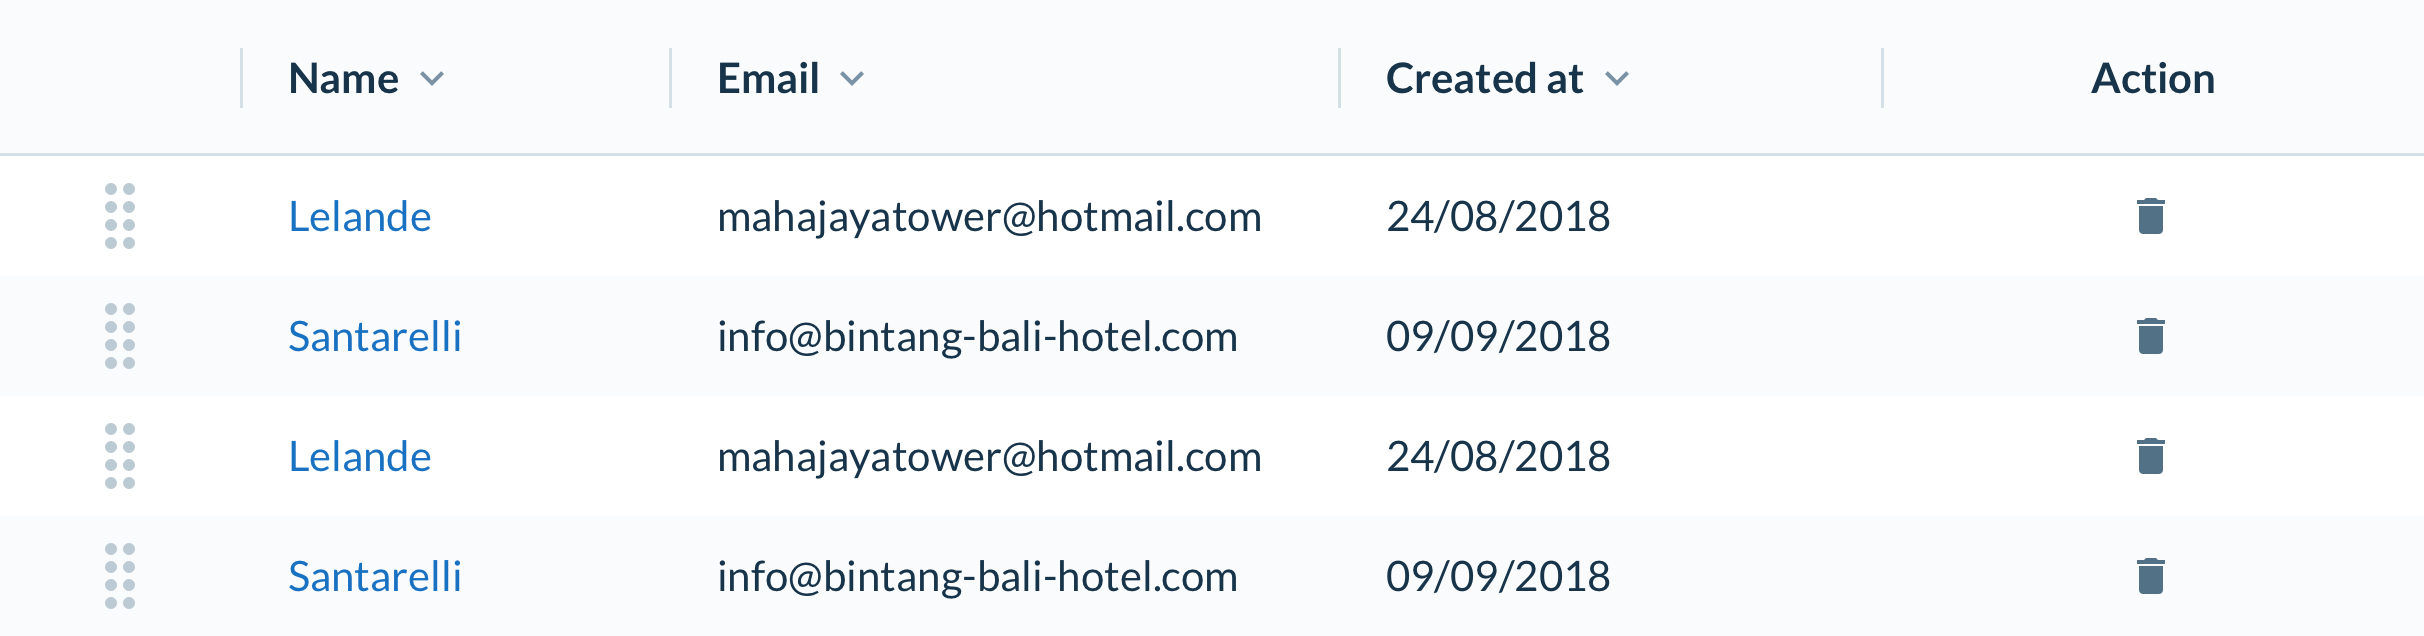 Name Email Created at Action
Lelande mahajayatower@hotmail.com 24/08/2018
Santarelli info@bintang-bali-hotel.com 09/09/2018
Lelande mahajayatower@hotmail.com 24/08/2018
Santarelli info@bintang-bali-hotel.com 09/09/2018